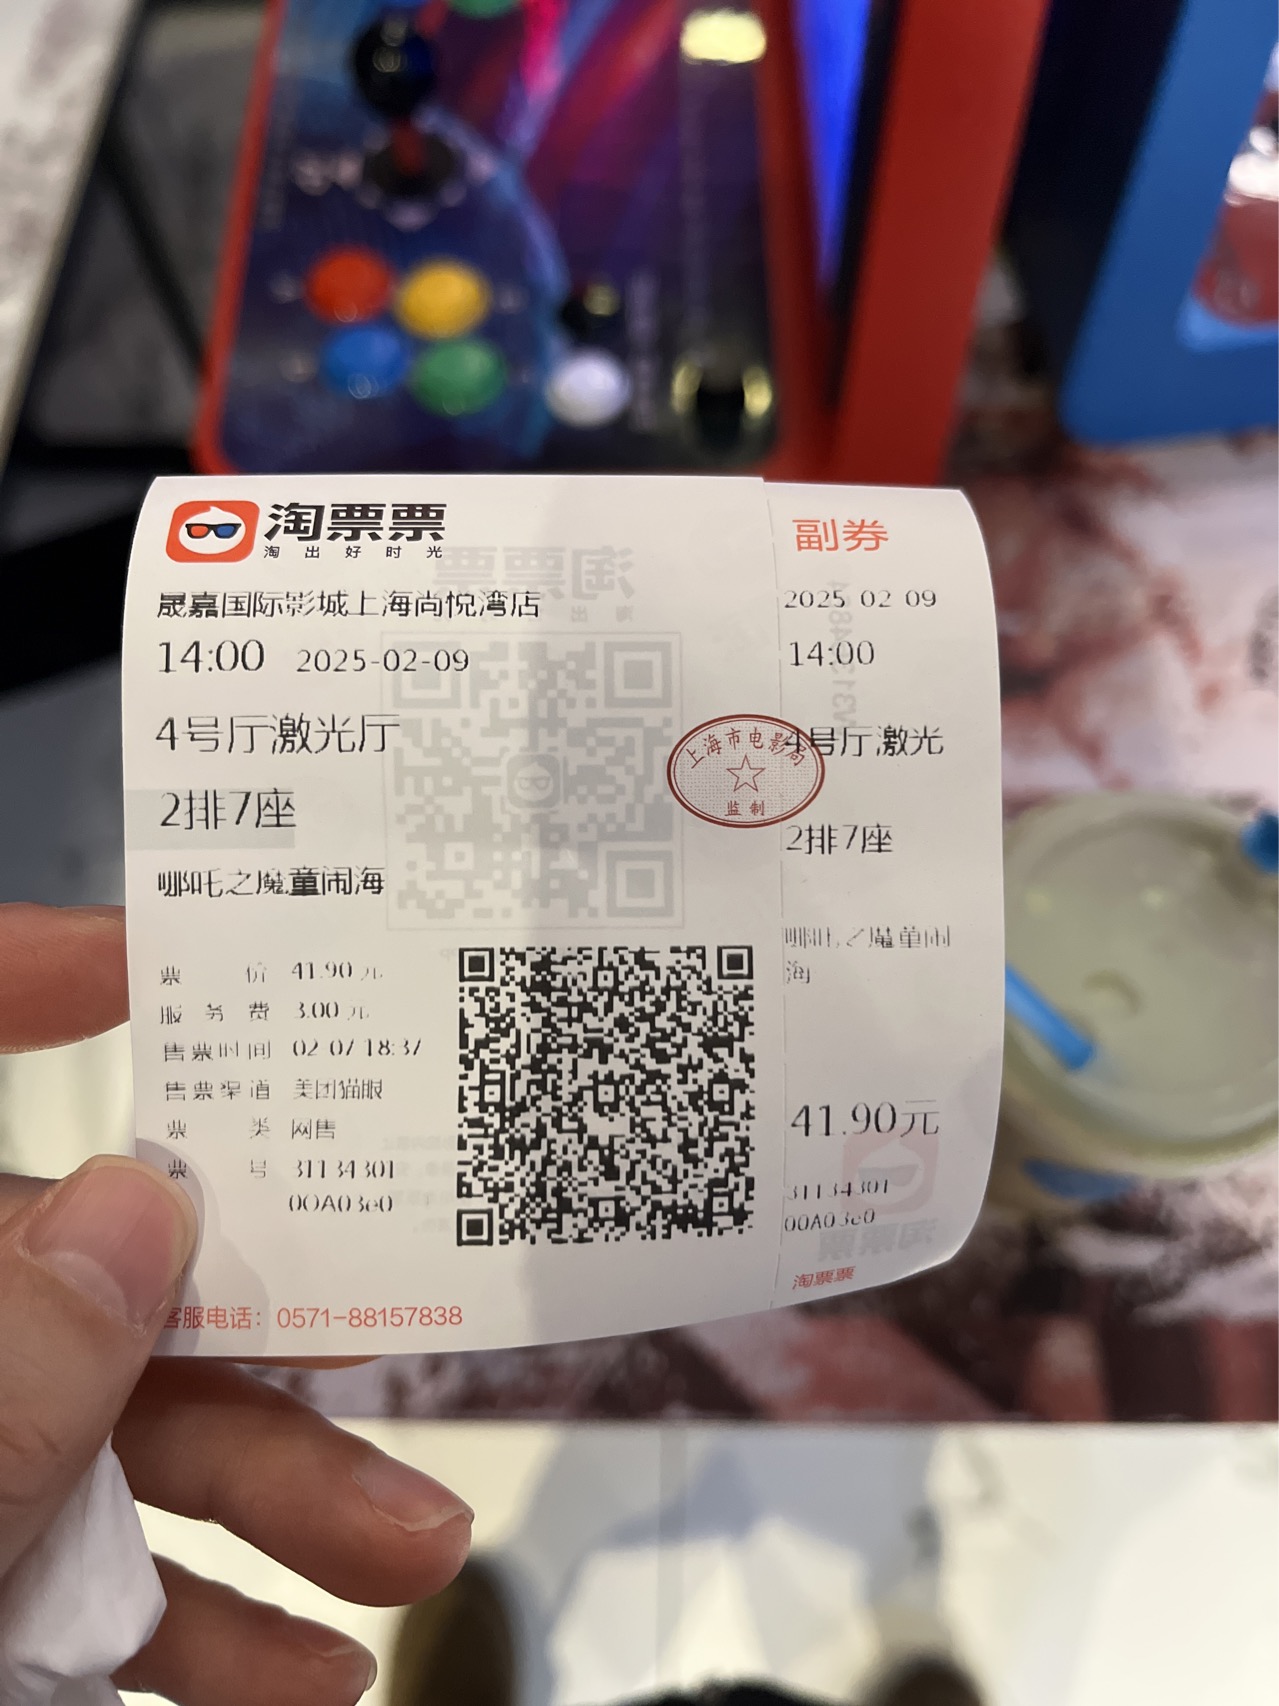 淘票票
淘出好时光
晟嘉国际影城上海尚悦湾店
14:00 2025-02-09
4号厅激光厅
2排7座
哪吒之魔童闹海
票价 41.90 元
服务费 3.00 元
售票时间 02-07 18:37
售票渠道 美团猫眼
票类 网售
票号 31134301
00A03e0
客服电话：0571-88157838
上海市电影局
监制
副券
2025-02-09
14:00
4号厅激光
2排7座
哪吒之魔童闹
海
41.90元
31134301
00A03e0
淘票票